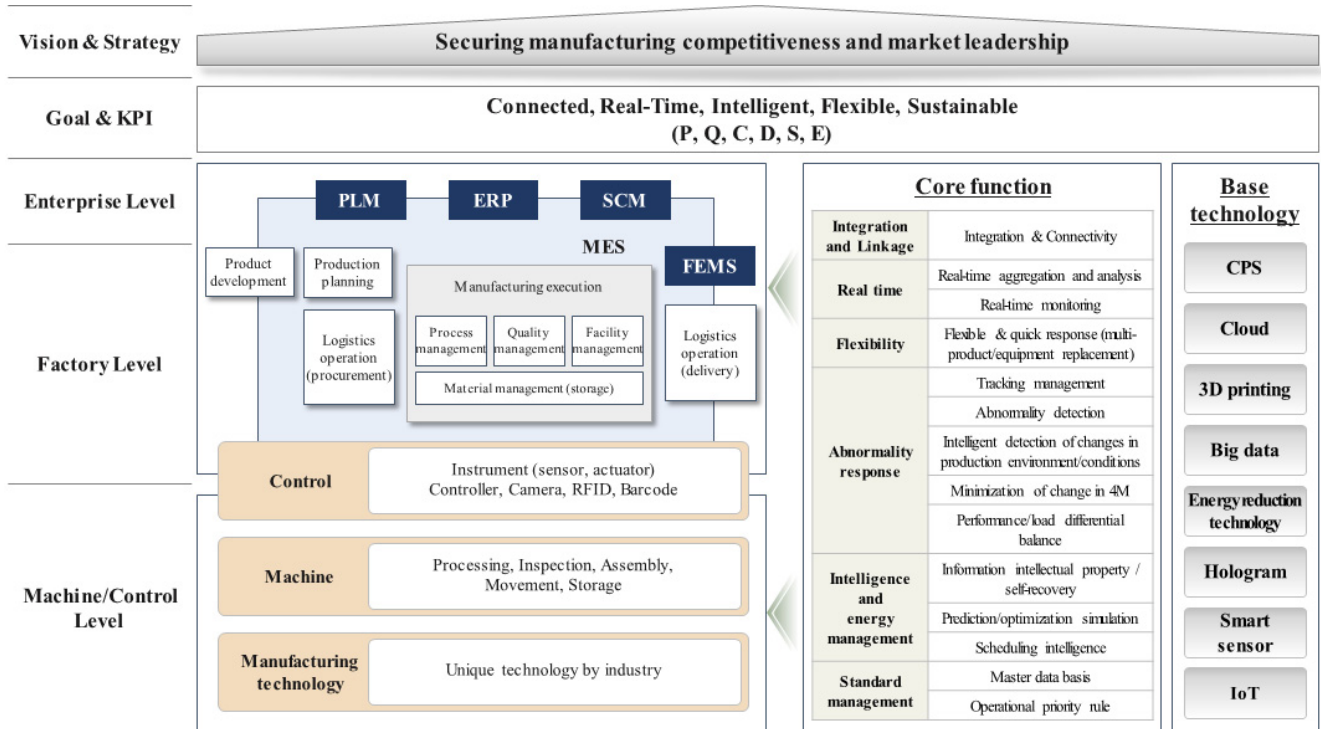 Vision & Strategy
Securing manufacturing competitiveness and market leadership
Goal & KPI
Connected, Real-Time, Intelligent, Flexible, Sustainable
(P, Q, C, D, S, E)
Enterprise Level
Factory Level
Machine/Control
Level
PLM
ERP
SCM
MES
FEMS
Product
development
Production
planning
Logistics
operation
(procurement)
Manufacturing execution
Process
management
Quality
management
Facility
management
Material management (storage)
Logistics
operation
(delivery)
Control
Instrument (sensor, actuator)
Controller, Camera, RFID, Barcode
Machine
Processing, Inspection, Assembly,
Movement, Storage
Manufacturing
technology
Unique technology by industry
Core function
Integration
and Linkage
Integration & Connectivity
Real time
Real-time aggregation and analysis
Real-time monitoring
Flexibility
Flexible & quick response (multi-
product/equipment replacement)
Abnormality
response
Tracking management
Abnormality detection
Intelligent detection of changes in
production environment/conditions
Minimization of change in 4M
Performance/load differential
balance
Intelligence
and
energy
management
Information intellectual property /
self-recovery
Prediction/optimization simulation
Scheduling intelligence
Standard
management
Master data basis
Operational priority rule
Base
technology
CPS
Cloud
3D printing
Big data
Energy reduction
technology
Hologram
Smart
sensor
IoT